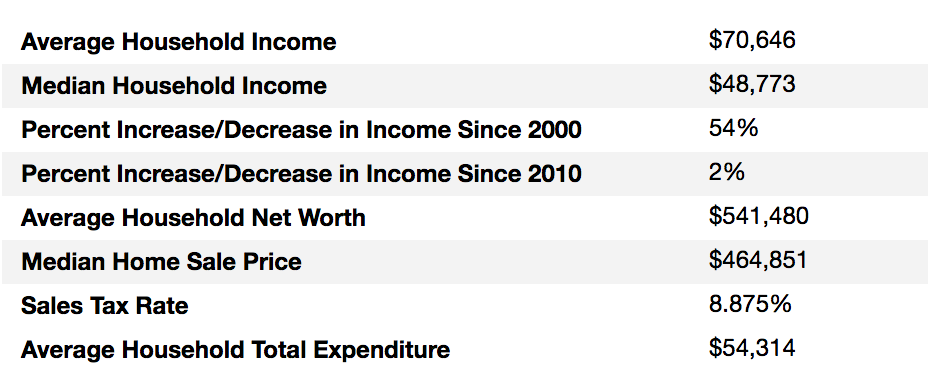 Average Household Income $70,646
Median Household Income $48,773
Percent Increase/Decrease in Income Since 2000 54%
Percent Increase/Decrease in Income Since 2010 2%
Average Household Net Worth $541,480
Median Home Sale Price $464,851
Sales Tax Rate 8.875%
Average Household Total Expenditure $54,314